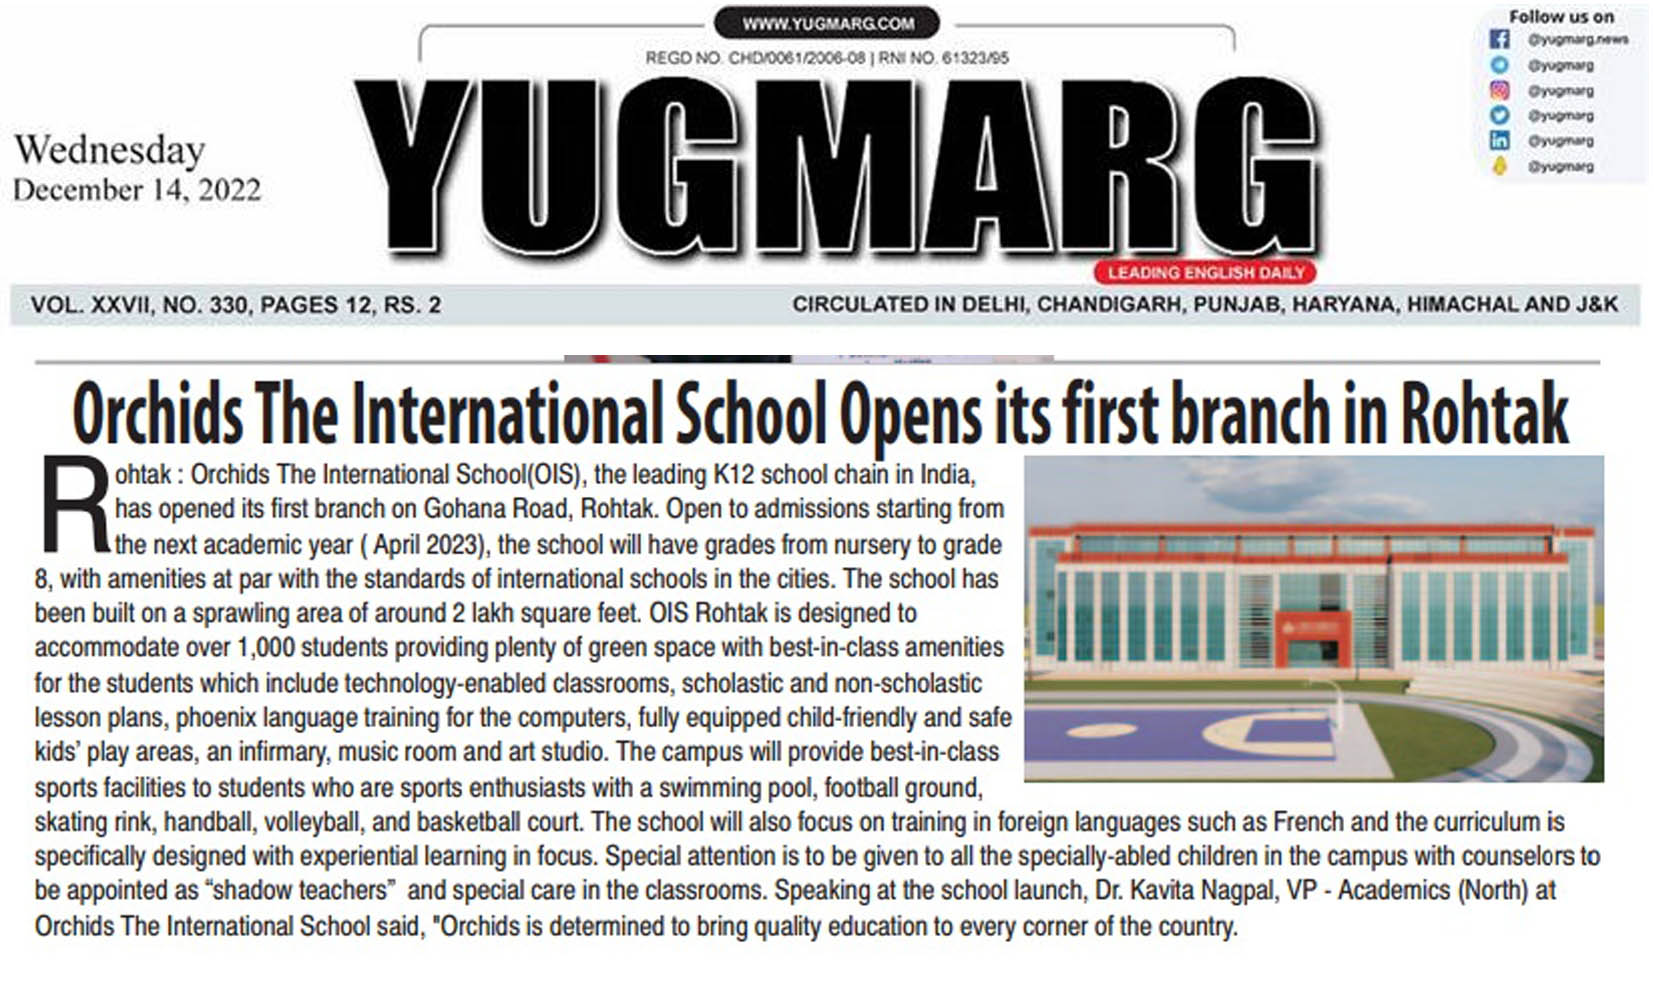 WWW.YUGMARG.COM
REGD NO. CHD/0061/2006-08 | RNI NO. 61323/95
YUGMARG
LEADING ENGLISH DAILY
Wednesday
December 14, 2022
Follow us on
@yugmarg.news
@yugmarg
@yugmarg
@yugmarg
@yugmarg
@yugmarg
VOL. XXVII, NO. 330, PAGES 12, RS. 2
CIRCULATED IN DELHI, CHANDIGARH, PUNJAB, HARYANA, HIMACHAL AND J&K
Orchids The International School Opens its first branch in Rohtak
Rohtak : Orchids The International School(OIS), the leading K12 school chain in India,
has opened its first branch on Gohana Road, Rohtak. Open to admissions starting from
the next academic year ( April 2023), the school will have grades from nursery to grade
8, with amenities at par with the standards of international schools in the cities. The school has
been built on a sprawling area of around 2 lakh square feet. OIS Rohtak is designed to
accommodate over 1,000 students providing plenty of green space with best-in-class amenities
for the students which include technology-enabled classrooms, scholastic and non-scholastic
lesson plans, phoenix language training for the computers, fully equipped child-friendly and safe
kids’ play areas, an infirmary, music room and art studio. The campus will provide best-in-class
sports facilities to students who are sports enthusiasts with a swimming pool, football ground,
skating rink, handball, volleyball, and basketball court. The school will also focus on training in foreign languages such as French and the curriculum is
specifically designed with experiential learning in focus. Special attention is to be given to all the specially-abled children in the campus with counselors to
be appointed as “shadow teachers”  and special care in the classrooms. Speaking at the school launch, Dr. Kavita Nagpal, VP - Academics (North) at
Orchids The International School said, "Orchids is determined to bring quality education to every corner of the country.